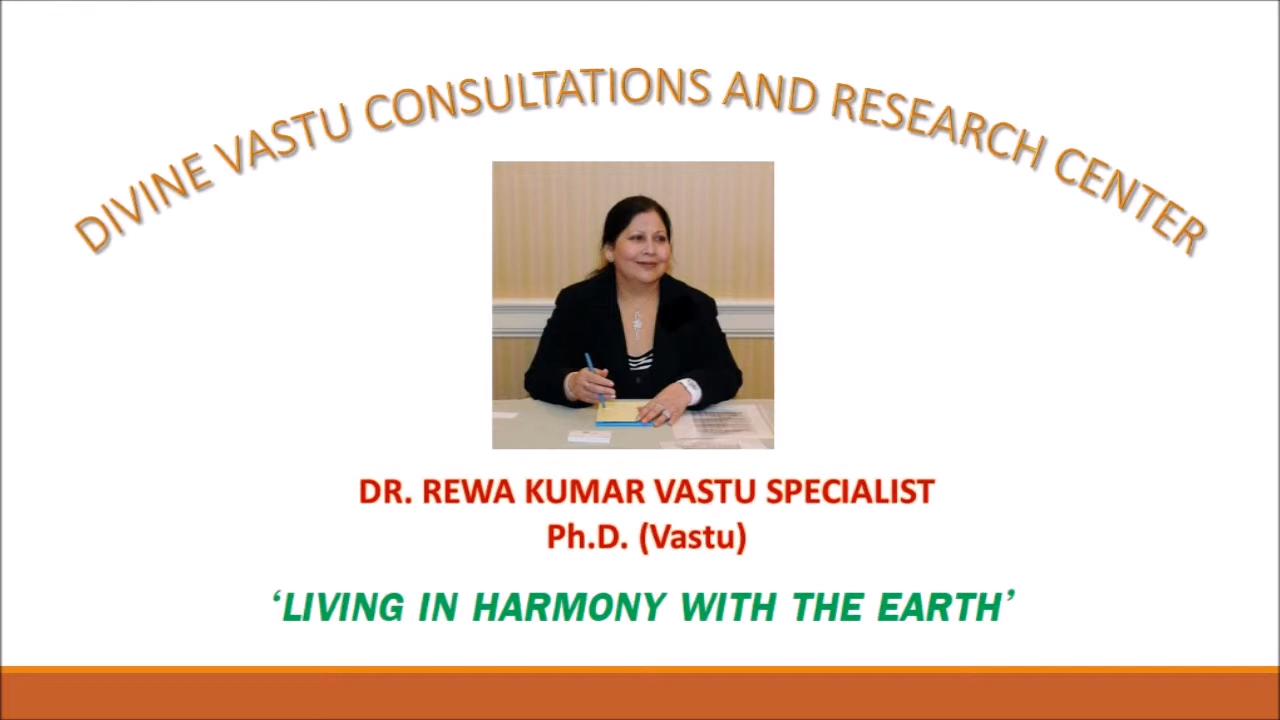 DIVINE VASTU CONSULTATIONS AND RESEARCH CENTER
DR. REWA KUMAR VASTU SPECIALIST
Ph.D. (Vastu)
‘LIVING IN HARMONY WITH THE EARTH’